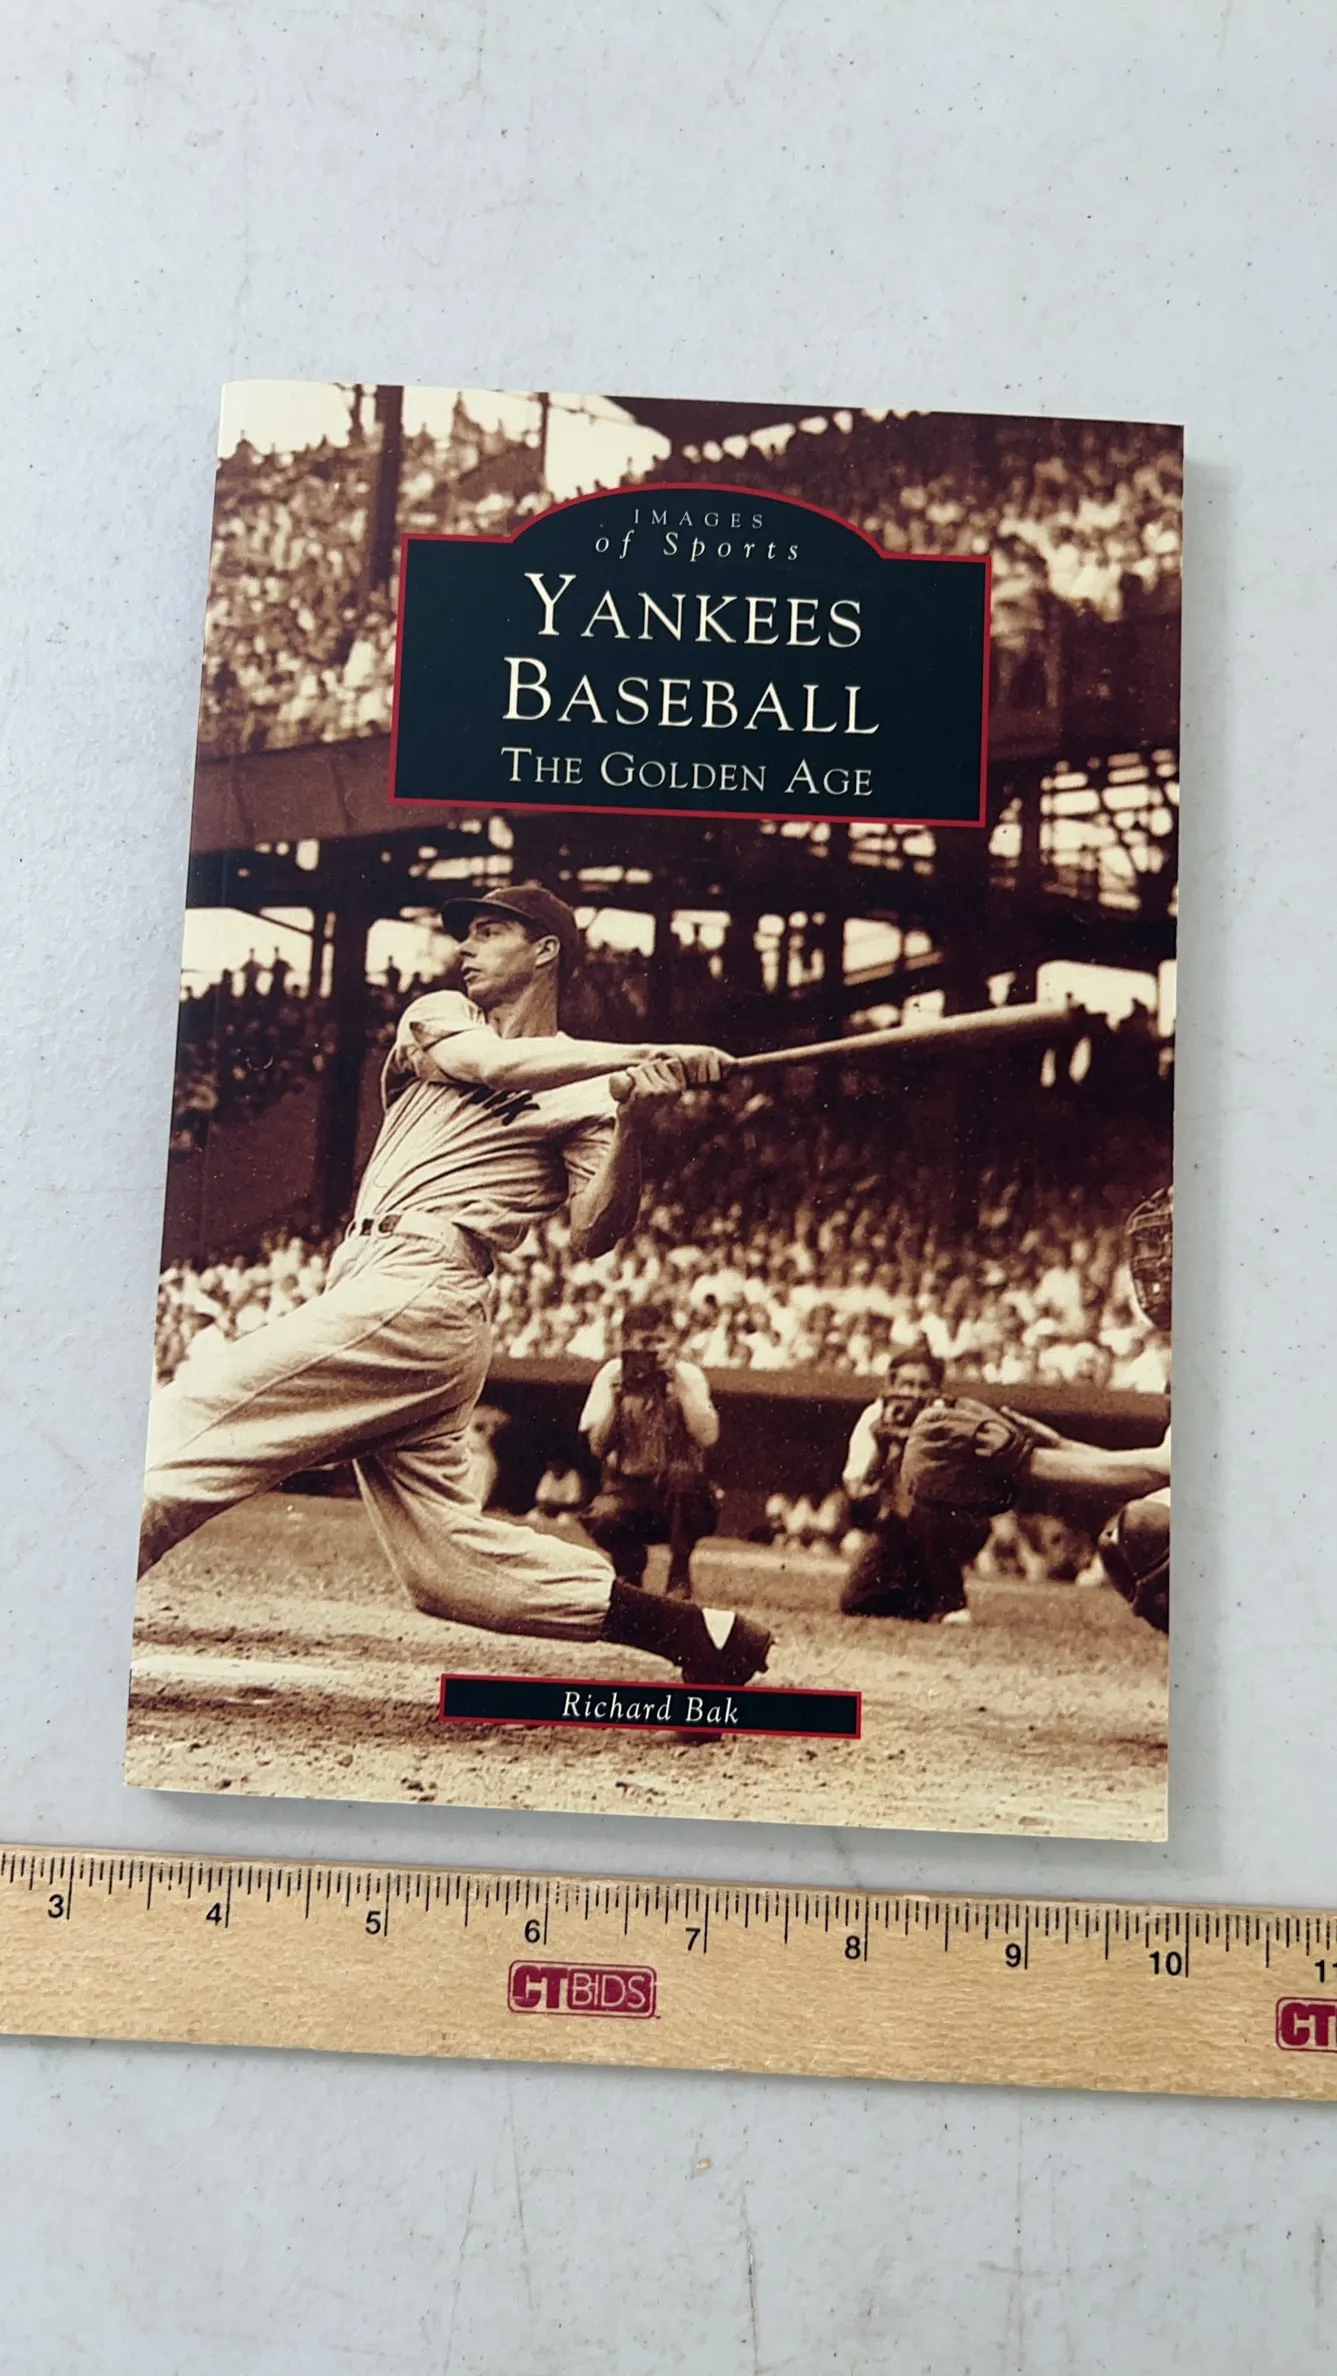 IMAGES
of Sports
YANKEES
BASEBALL
THE GOLDEN AGE
Richard Bak
3 4 5 6 7 8 9 10
CTBIDS